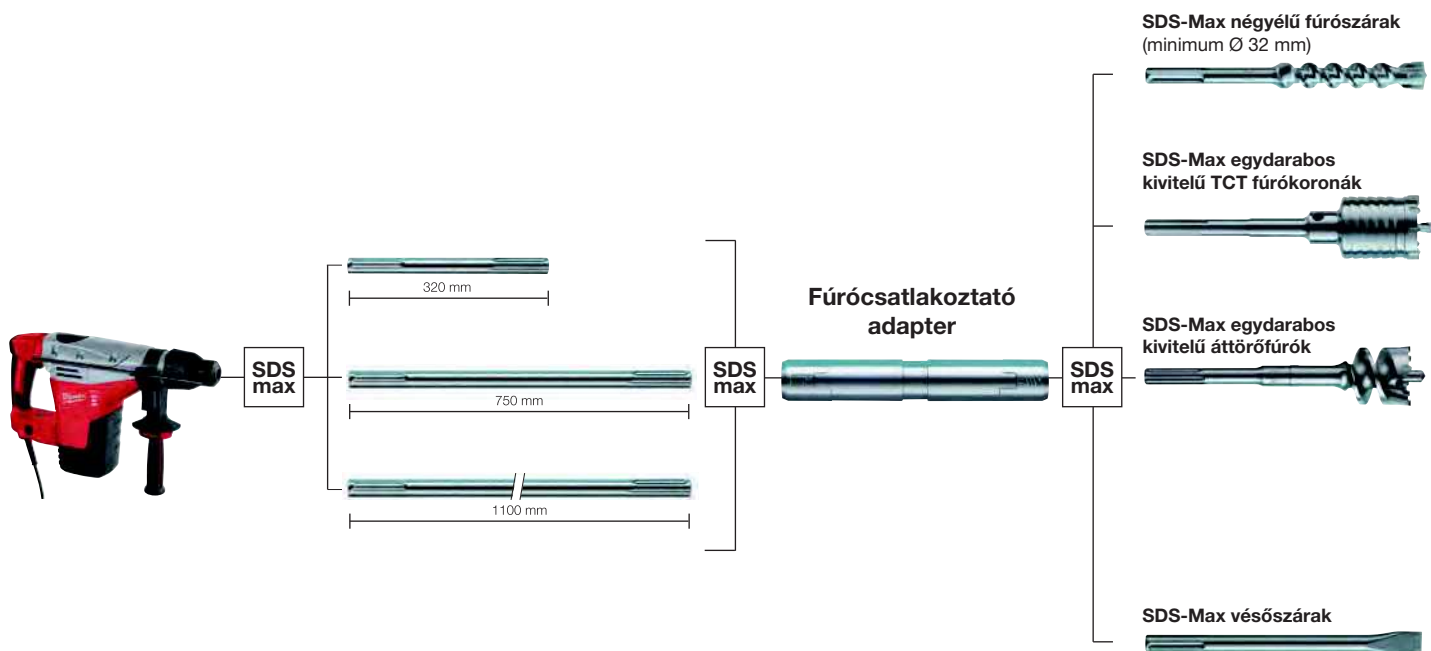 SDS-Max négyélű fúrószárak
(minimum Ø 32 mm)
SDS-Max egydarabos
kivitelű TCT fúrókoronák
320 mm
Fúrócsatlakoztató
adapter
SDS-Max egydarabos
kivitelű áttörőfúrók
SDS
max
750 mm
SDS
max
SDS
max
1100 mm
SDS-Max vésőszárak